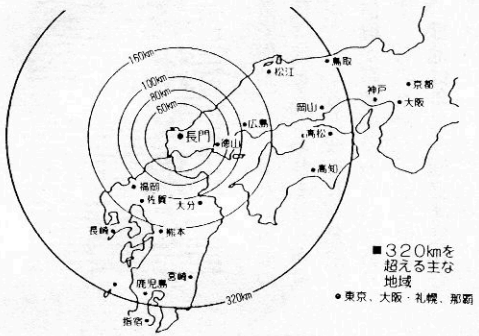 160km
100km
80km
60km
長門
松江
鳥取
京都
神戸
大阪
岡山
広島
高松
徳山
高知
福岡
佐賀
大分
長崎
熊本
宮崎
鹿児島
指宿
320km
■320kmを
超える主な
地域
●東京、大阪・札幌、那覇